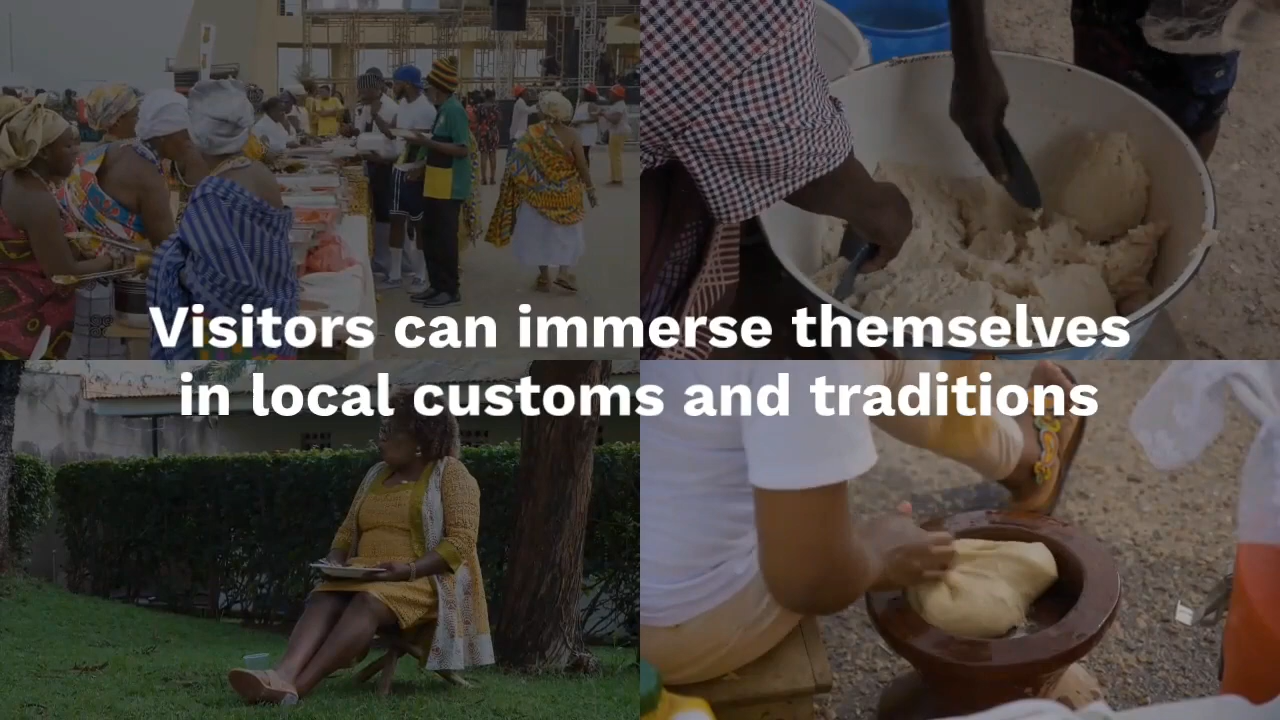 Visitors can immerse themselves
in local customs and traditions